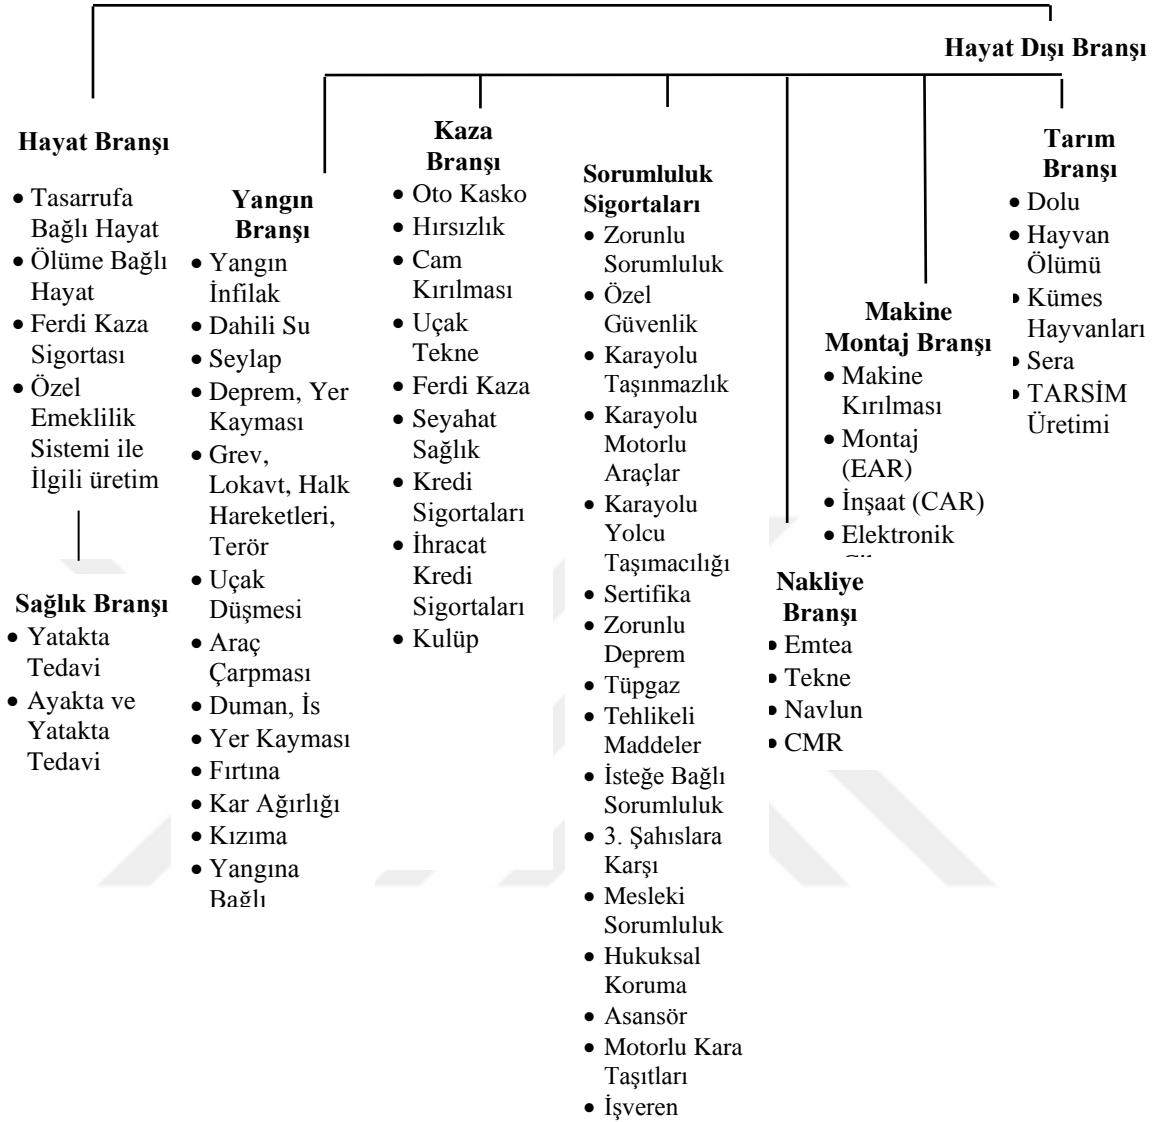 Hayat Dışı Branşı
Hayat Branşı
• Tasarrufa
Bağlı Hayat
• Ölüme Bağlı
Hayat
• Ferdi Kaza
Sigortası
• Özel
Emeklilik
Sistemi ile
İlgili üretim
Sağlık Branşı
• Yatakta
Tedavi
• Ayakta ve
Yatakta
Tedavi
Yangın
Branşı
• Yangın
İnfilak
• Dahili Su
• Seylap
• Deprem, Yer
Kayması
• Grev,
Lokavt, Halk
Hareketleri,
Terör
• Uçak
Düşmesi
• Araç
Çarpması
• Duman, İs
• Yer Kayması
• Fırtına
• Kar Ağırlığı
• Kızıma
• Yangına
Bağlı
Kaza
Branşı
• Oto Kasko
• Hırsızlık
• Cam
Kırılması
• Uçak
Tekne
• Ferdi Kaza
• Seyahat
Sağlık
• Kredi
Sigortaları
• İhracat
Kredi
Sigortaları
• Kulüp
Sorumluluk
Sigortaları
• Zorunlu
Sorumluluk
• Özel
Güvenlik
• Karayolu
Taşınmazlık
• Karayolu
Motorlu
Araçlar
• Karayolu
Yolcu
Taşımacılığı
• Sertifika
• Zorunlu
Deprem
• Tüpgaz
• Tehlikeli
Maddeler
• İsteğe Bağlı
Sorumluluk
• 3. Şahıslara
Karşı
• Mesleki
Sorumluluk
• Hukuksal
Koruma
• Asansör
• Motorlu Kara
Taşıtları
• İşveren
Nakliye
Branşı
• Emtea
• Tekne
• Navlun
• CMR
Makine
Montaj Branşı
• Makine
Kırılması
• Montaj
(EAR)
• İnşaat (CAR)
• Elektronik
Tarım
Branşı
• Dolu
• Hayvan
Ölümü
• Kümes
Hayvanları
• Sera
• TARSİM
Üretimi